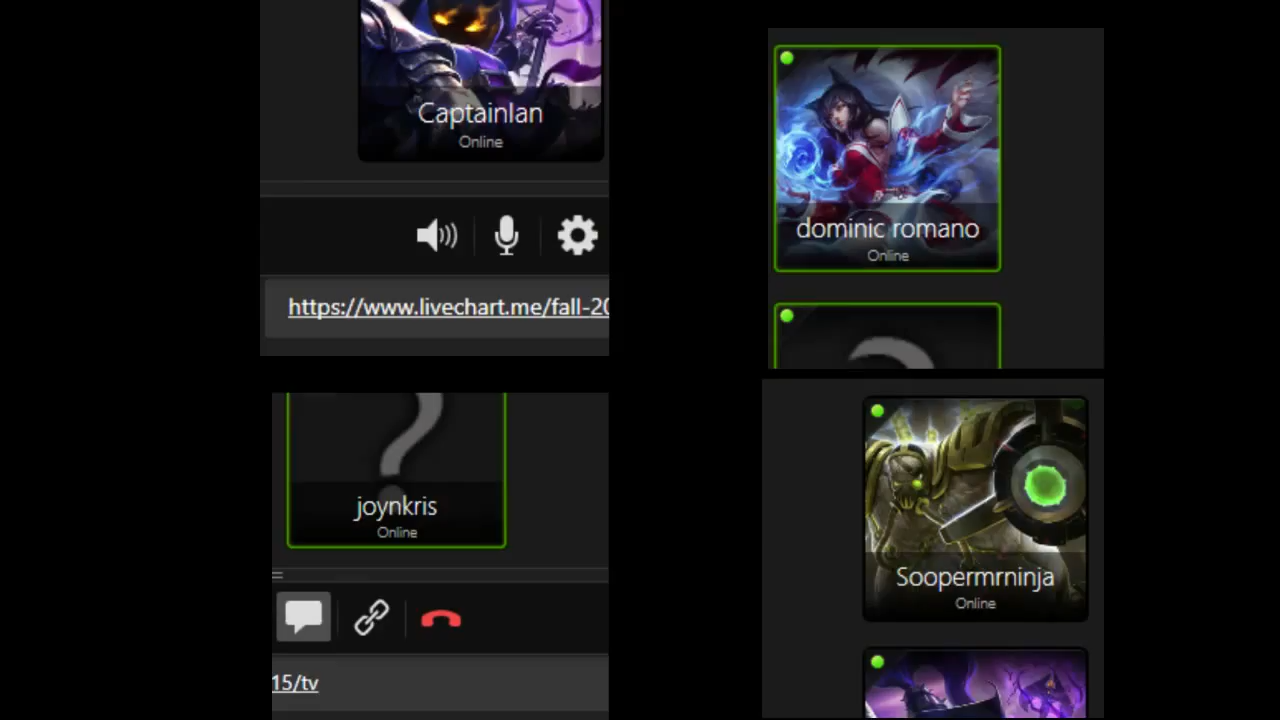 Captainlan
Online
https://www.livechart.me/fall-20
dominic romano
Online
joynkris
Online
15/tv
Soopermrninja
Online